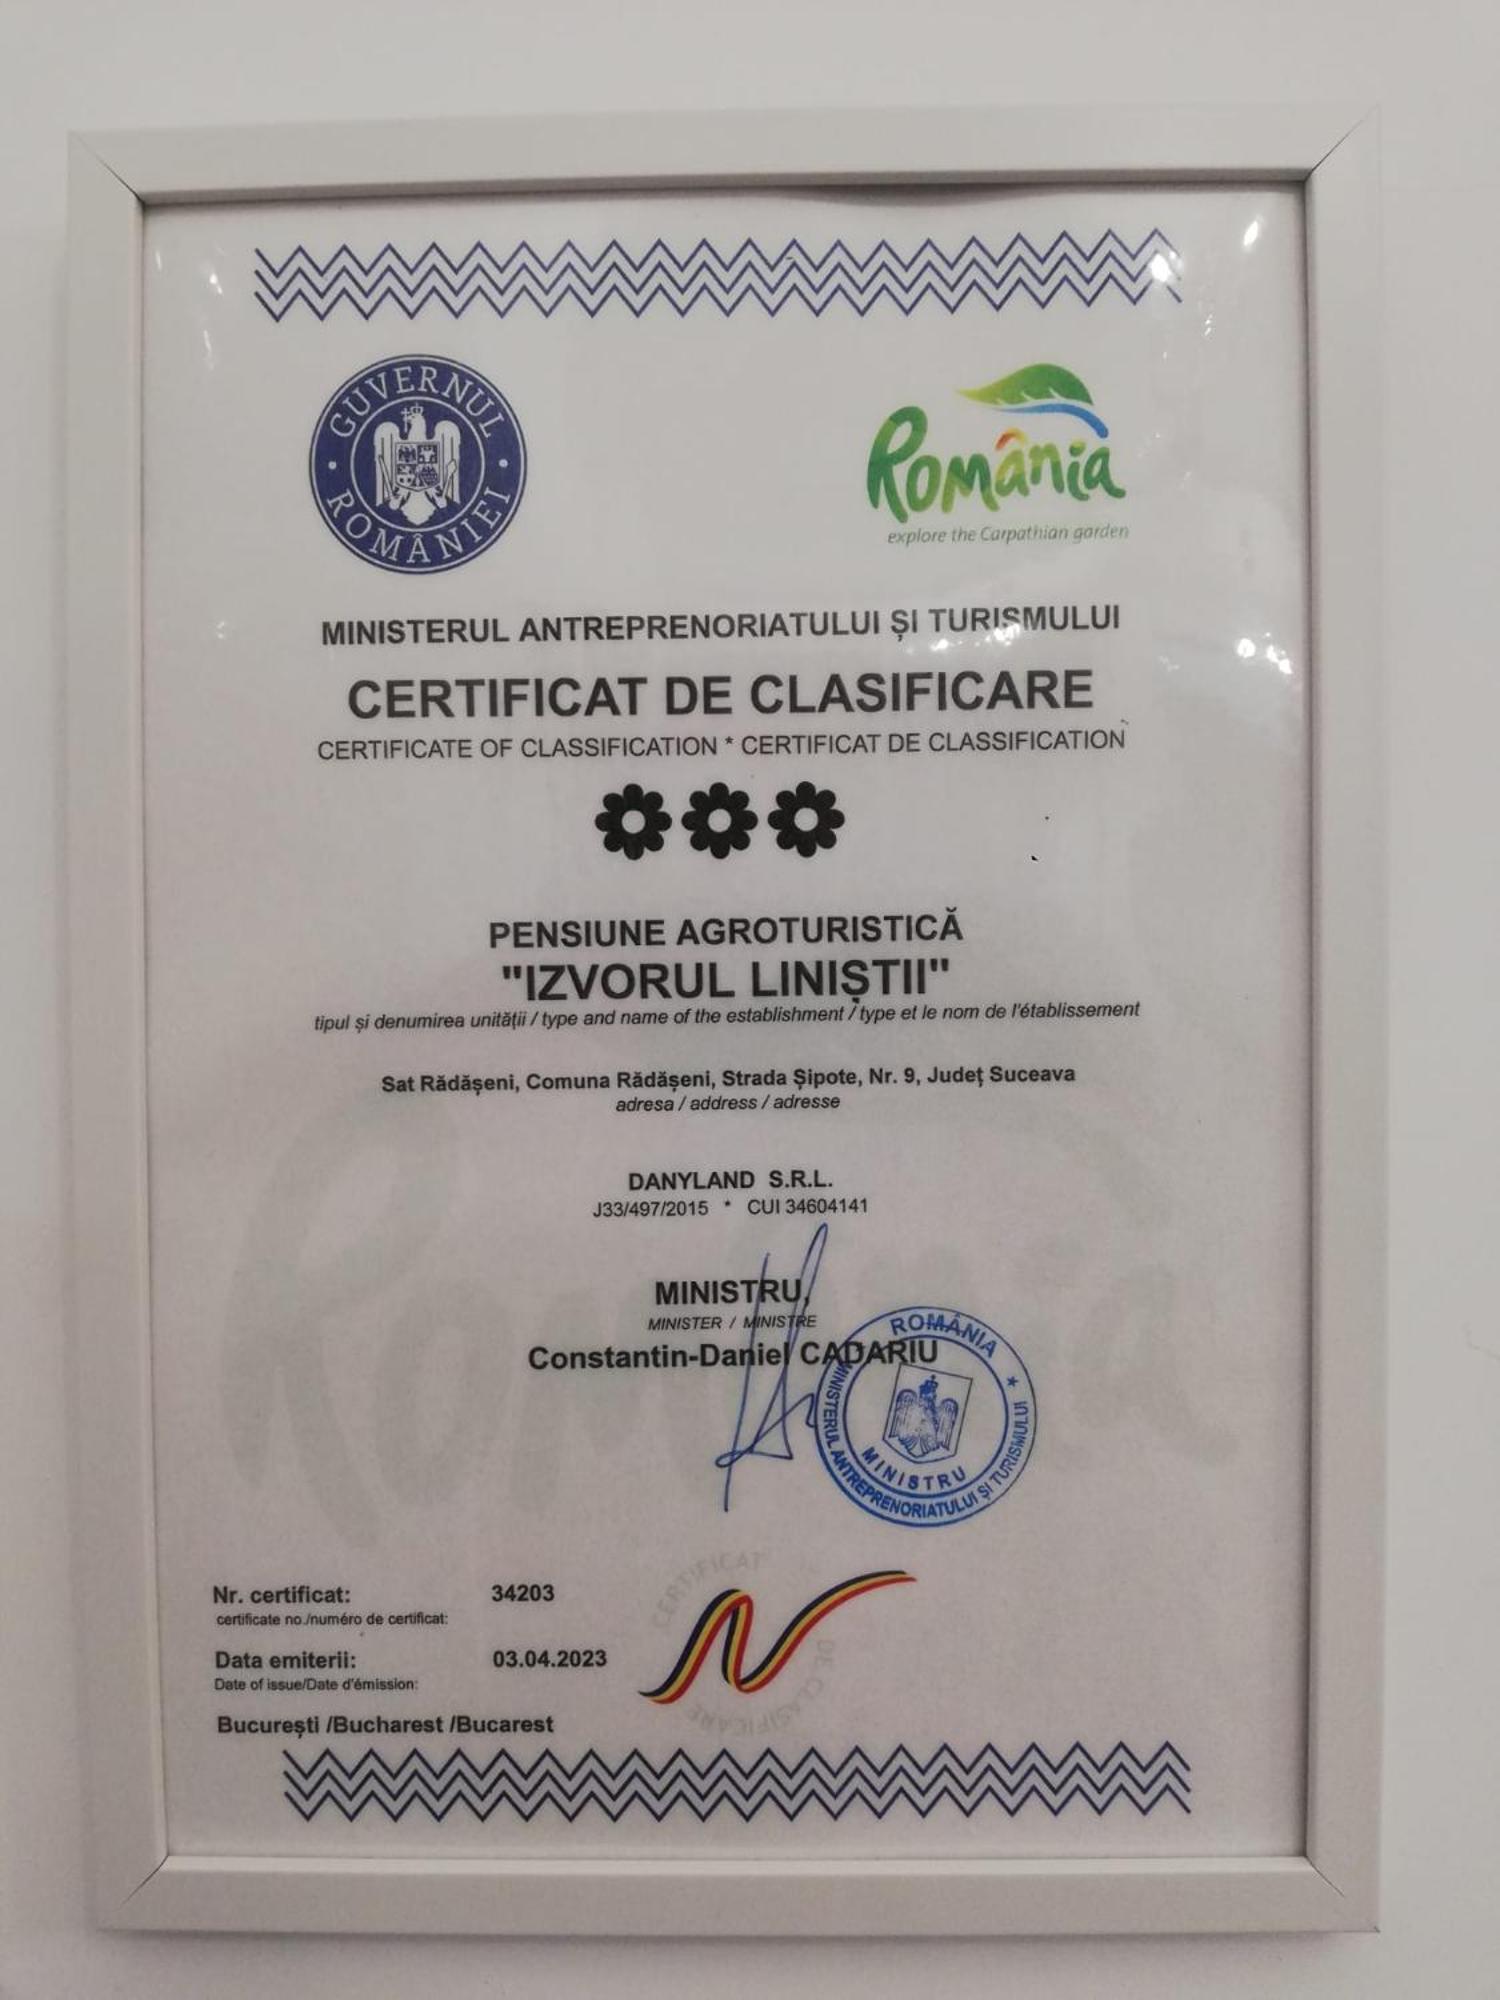 GUVERNUL ROMÂNIEI
România
explore the Carpathian garden
MINISTERUL ANTREPRENORIATULUI ȘI TURISMULUI
CERTIFICAT DE CLASIFICARE
CERTIFICATE OF CLASSIFICATION * CERTIFICAT DE CLASSIFICATION
PENSIUNE AGROTURISTICĂ
"IZVORUL LINIȘTII"
tipul și denumirea unității / type and name of the establishment / type et le nom de l'établissement
Sat Rădășeni, Comuna Rădășeni, Strada Șipote, Nr. 9, Județ Suceava
adresa / address / adresse
DANYLAND S.R.L.
J33/497/2015 * CUI 34604141
MINISTRU,
MINISTER / MINISTRE
Constantin-Daniel CADARIU
ROMÂNIA *
MINISTERUL ANTREPRENORIATULUI ȘI TURISMULUI
MINISTRU
CERTIFICAT DE CLASIFICARE
Nr. certificat: 34203
certificate no./numéro de certificat:
Data emiterii: 03.04.2023
Date of issue/Date d'émission:
București /Bucharest /Bucarest